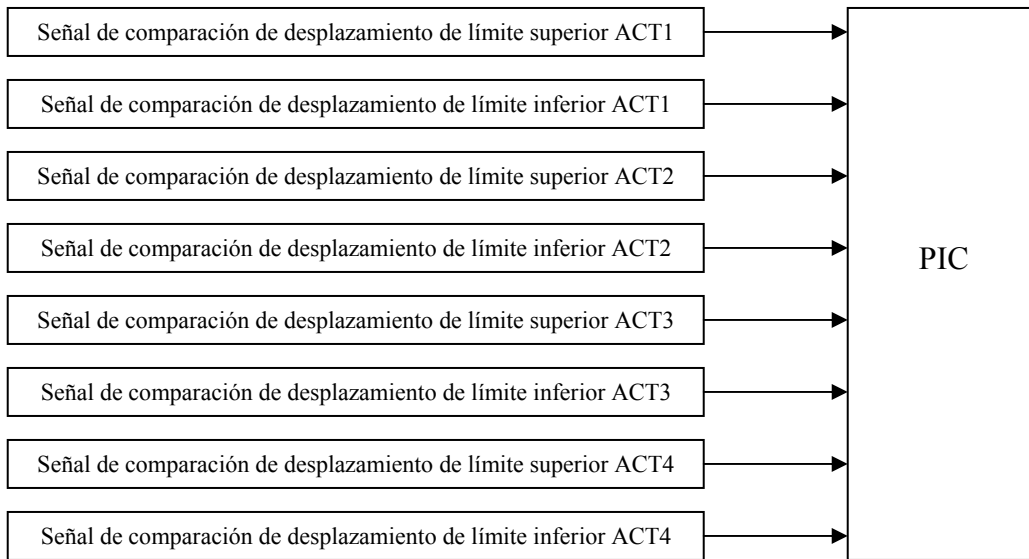 Señal de comparación de desplazamiento de límite superior ACT1
Señal de comparación de desplazamiento de límite inferior ACT1
Señal de comparación de desplazamiento de límite superior ACT2
Señal de comparación de desplazamiento de límite inferior ACT2
PIC
Señal de comparación de desplazamiento de límite superior ACT3
Señal de comparación de desplazamiento de límite inferior ACT3
Señal de comparación de desplazamiento de límite superior ACT4
Señal de comparación de desplazamiento de límite inferior ACT4